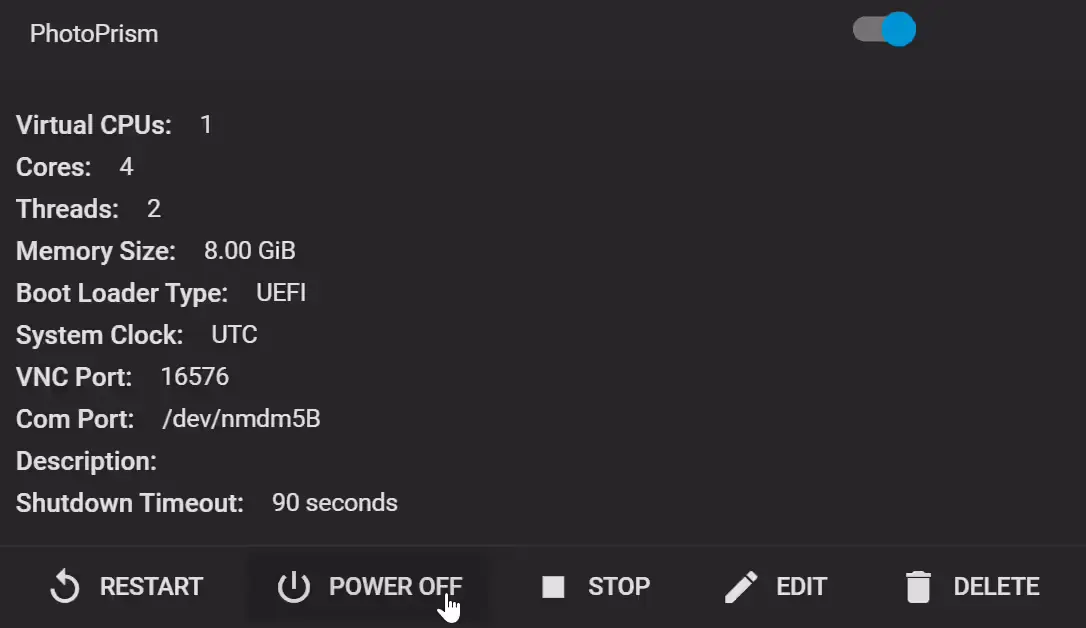 PhotoPrism
Virtual CPUs: 1
Cores: 4
Threads: 2
Memory Size: 8.00 GiB
Boot Loader Type: UEFI
System Clock: UTC
VNC Port: 16576
Com Port: /dev/nmdm5B
Description:
Shutdown Timeout: 90 seconds
RESTART POWER OFF STOP EDIT DELETE